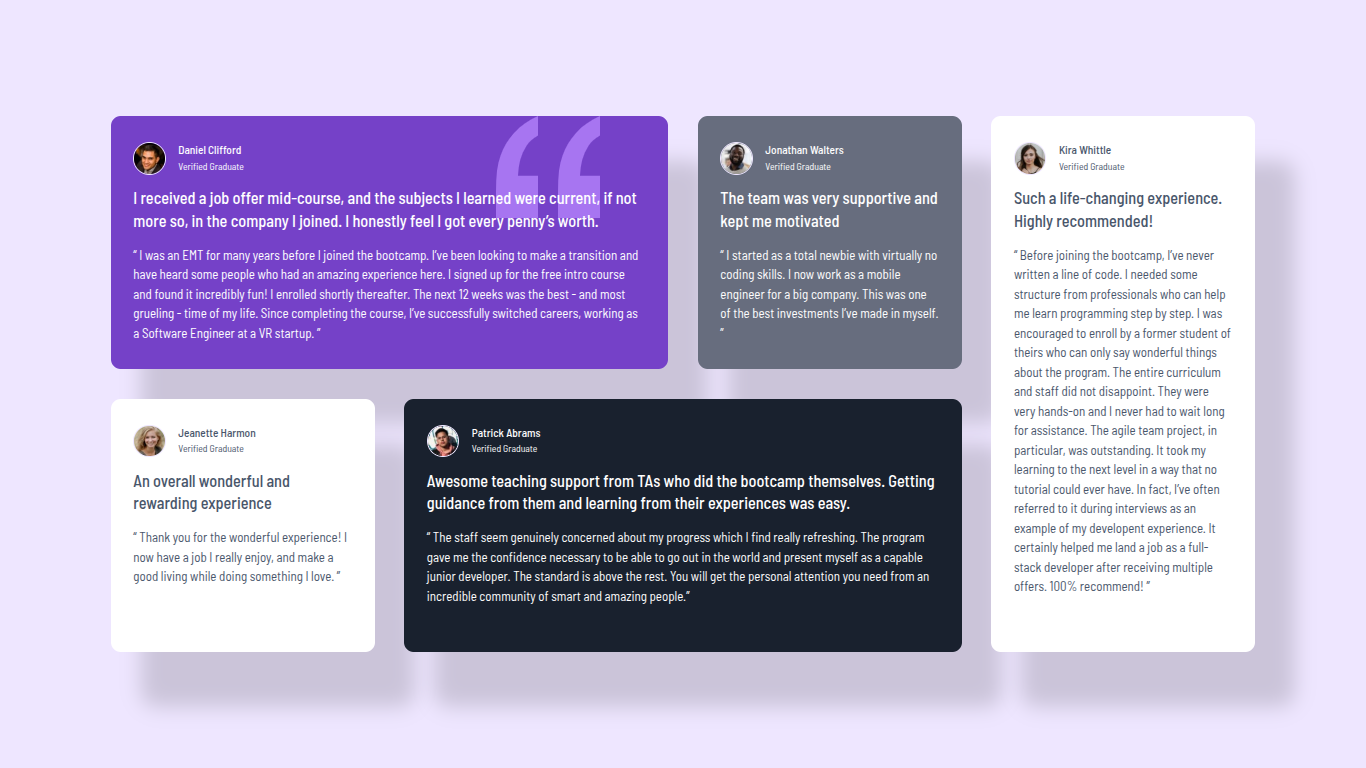 Daniel Clifford
Verified Graduate
I received a job offer mid-course, and the subjects I learned were current, if not
more so, in the company I joined. I honestly feel I got every penny’s worth.
“ I was an EMT for many years before I joined the bootcamp. I’ve been looking to make a transition and
have heard some people who had an amazing experience here. I signed up for the free intro course
and found it incredibly fun! I enrolled shortly thereafter. The next 12 weeks was the best – and most
grueling – time of my life. Since completing the course, I’ve successfully switched careers, working as
a Software Engineer at a VR startup. ”
Jonathan Walters
Verified Graduate
The team was very supportive and
kept me motivated
“ I started as a total newbie with virtually no
coding skills. I now work as a mobile
engineer for a big company. This was one
of the best investments I’ve made in myself.
”
Kira Whittle
Verified Graduate
Such a life-changing experience.
Highly recommended!
“ Before joining the bootcamp, I’ve never
written a line of code. I needed some
structure from professionals who can help
me learn programming step by step. I was
encouraged to enroll by a former student of
theirs who can only say wonderful things
about the program. The entire curriculum
and staff did not disappoint. They were
very hands-on and I never had to wait long
for assistance. The agile team project, in
particular, was outstanding. It took my
learning to the next level in a way that no
tutorial could ever have. In fact, I’ve often
referred to it during interviews as an
example of my developent experience. It
certainly helped me land a job as a full-
stack developer after receiving multiple
offers. 100% recommend! ”
Jeanette Harmon
Verified Graduate
An overall wonderful and
rewarding experience
“ Thank you for the wonderful experience! I
now have a job I really enjoy, and make a
good living while doing something I love. ”
Patrick Abrams
Verified Graduate
Awesome teaching support from TAs who did the bootcamp themselves. Getting
guidance from them and learning from their experiences was easy.
“ The staff seem genuinely concerned about my progress which I find really refreshing. The program
gave me the confidence necessary to be able to go out in the world and present myself as a capable
junior developer. The standard is above the rest. You will get the personal attention you need from an
incredible community of smart and amazing people.”